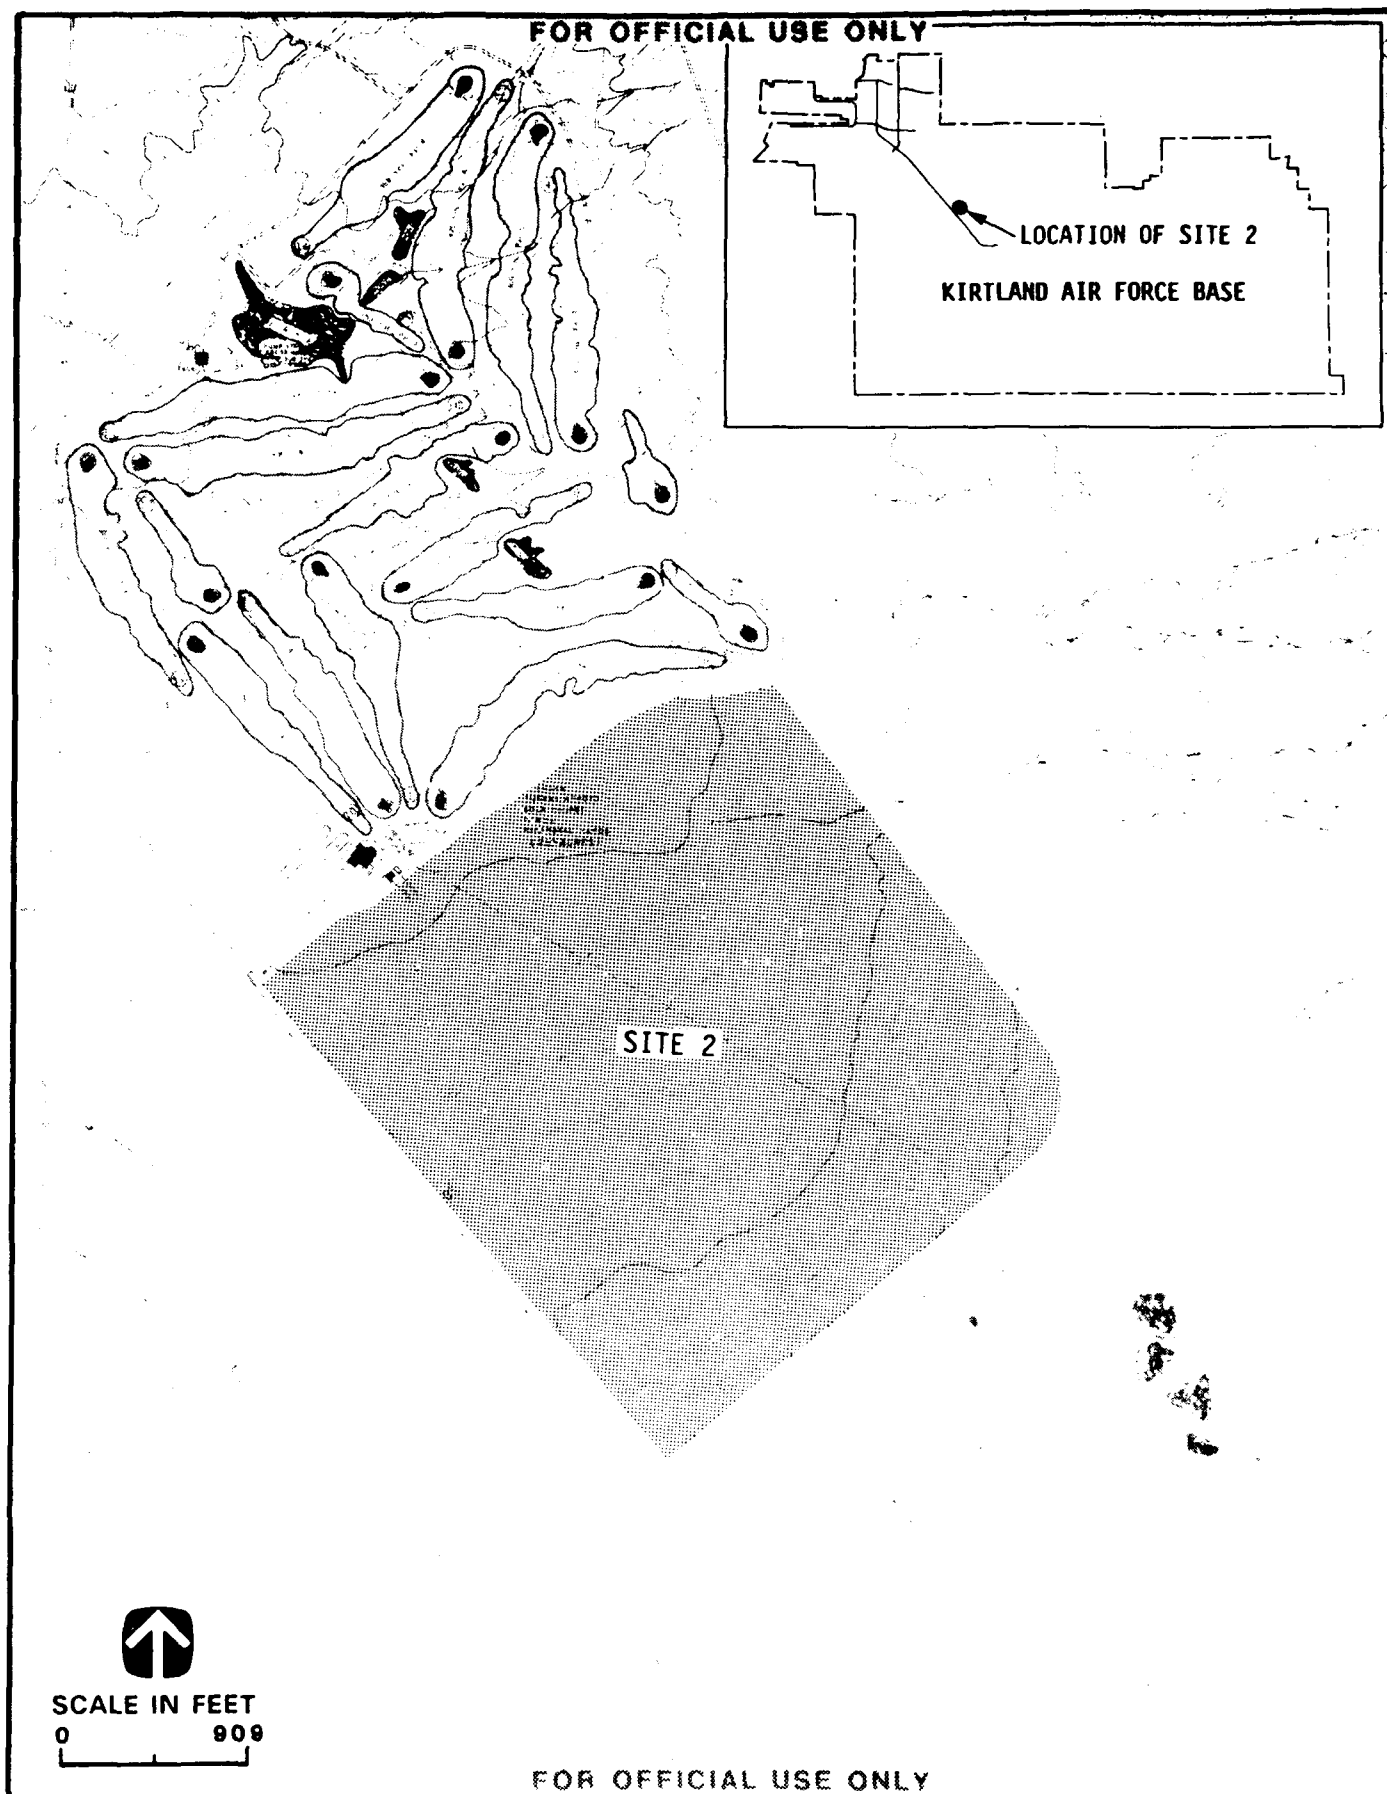 FOR OFFICIAL USE ONLY
LOCATION OF SITE 2
KIRTLAND AIR FORCE BASE
SITE 2
SCALE IN FEET
0 909
FOR OFFICIAL USE ONLY